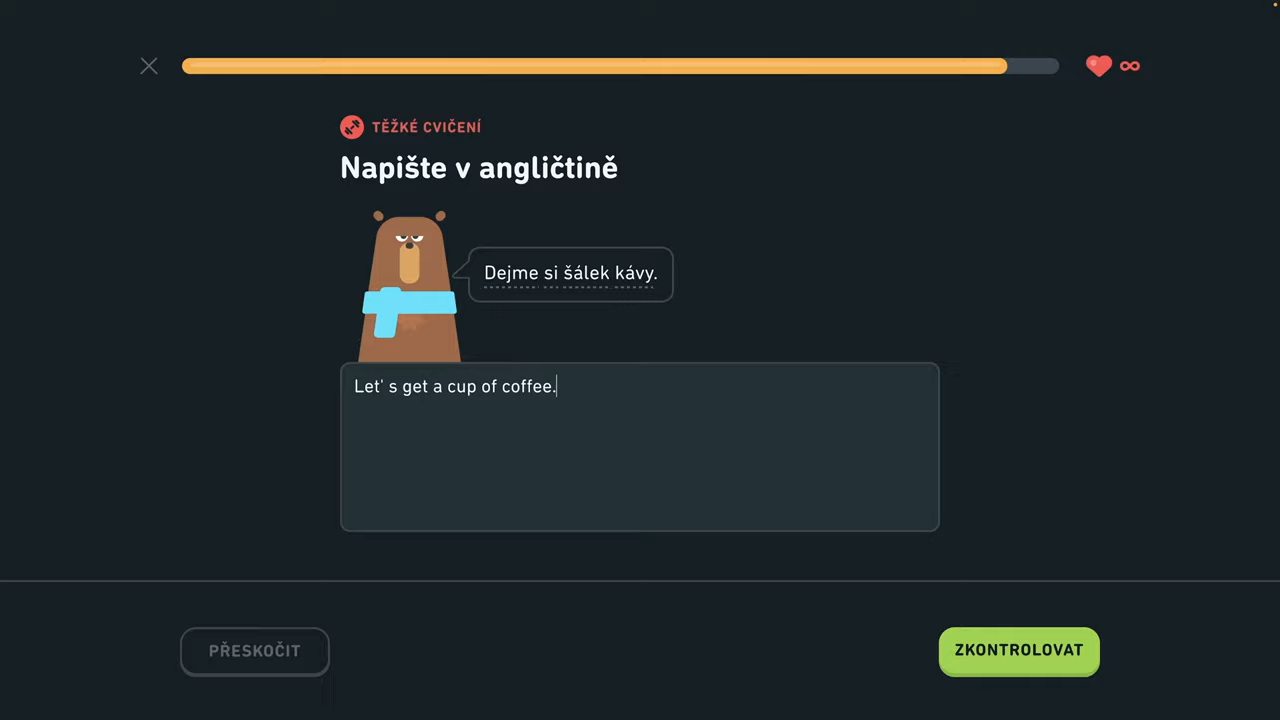 ∞
TĚŽKÉ CVIČENÍ
Napište v angličtině
Dejme si šálek kávy.
Let' s get a cup of coffee.
PŘESKOČIT
ZKONTROLOVAT